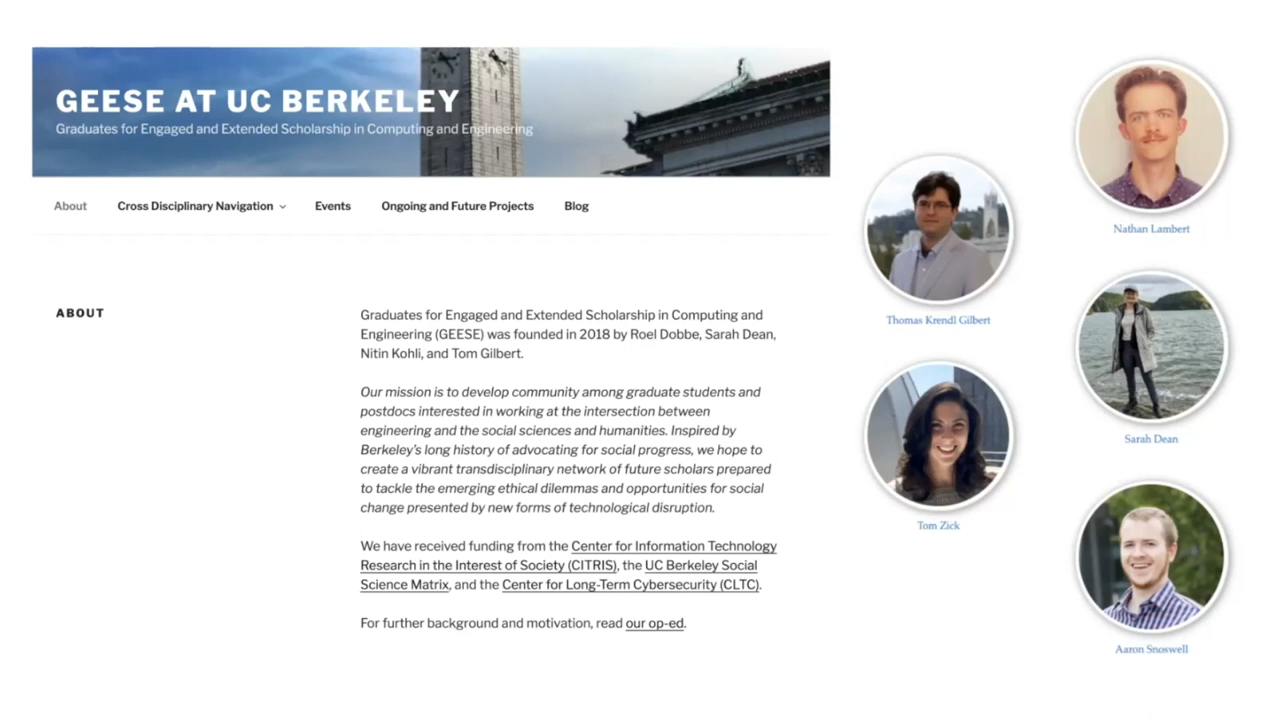 GEESE AT UC BERKELEY
Graduates for Engaged and Extended Scholarship in Computing and Engineering
About
Cross Disciplinary Navigation
Events
Ongoing and Future Projects
Blog
ABOUT
Graduates for Engaged and Extended Scholarship in Computing and
Engineering (GEESE) was founded in 2018 by Roel Dobbe, Sarah Dean,
Nitin Kohli, and Tom Gilbert.
Our mission is to develop community among graduate students and
postdocs interested in working at the intersection between
engineering and the social sciences and humanities. Inspired by
Berkeley's long history of advocating for social progress, we hope to
create a vibrant transdisciplinary network of future scholars prepared
to tackle the emerging ethical dilemmas and opportunities for social
change presented by new forms of technological disruption.
We have received funding from the Center for Information Technology
Research in the Interest of Society (CITRIS), the UC Berkeley Social
Science Matrix, and the Center for Long-Term Cybersecurity (CLTC).
For further background and motivation, read our op-ed.
Nathan Lambert
Thomas Krendl Gilbert
Sarah Dean
Tom Zick
Aaron Snoswell